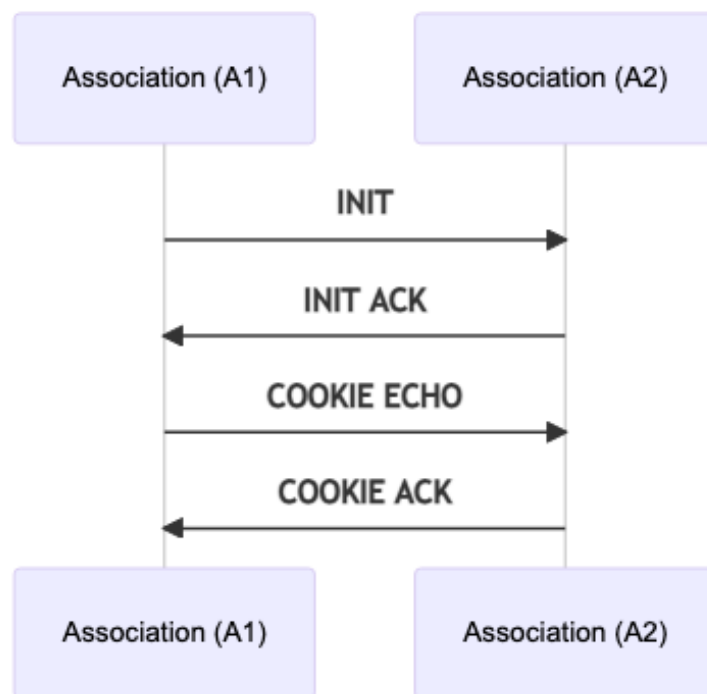 Association (A1)
Association (A2)
INIT
INIT ACK
COOKIE ECHO
COOKIE ACK
Association (A1)
Association (A2)